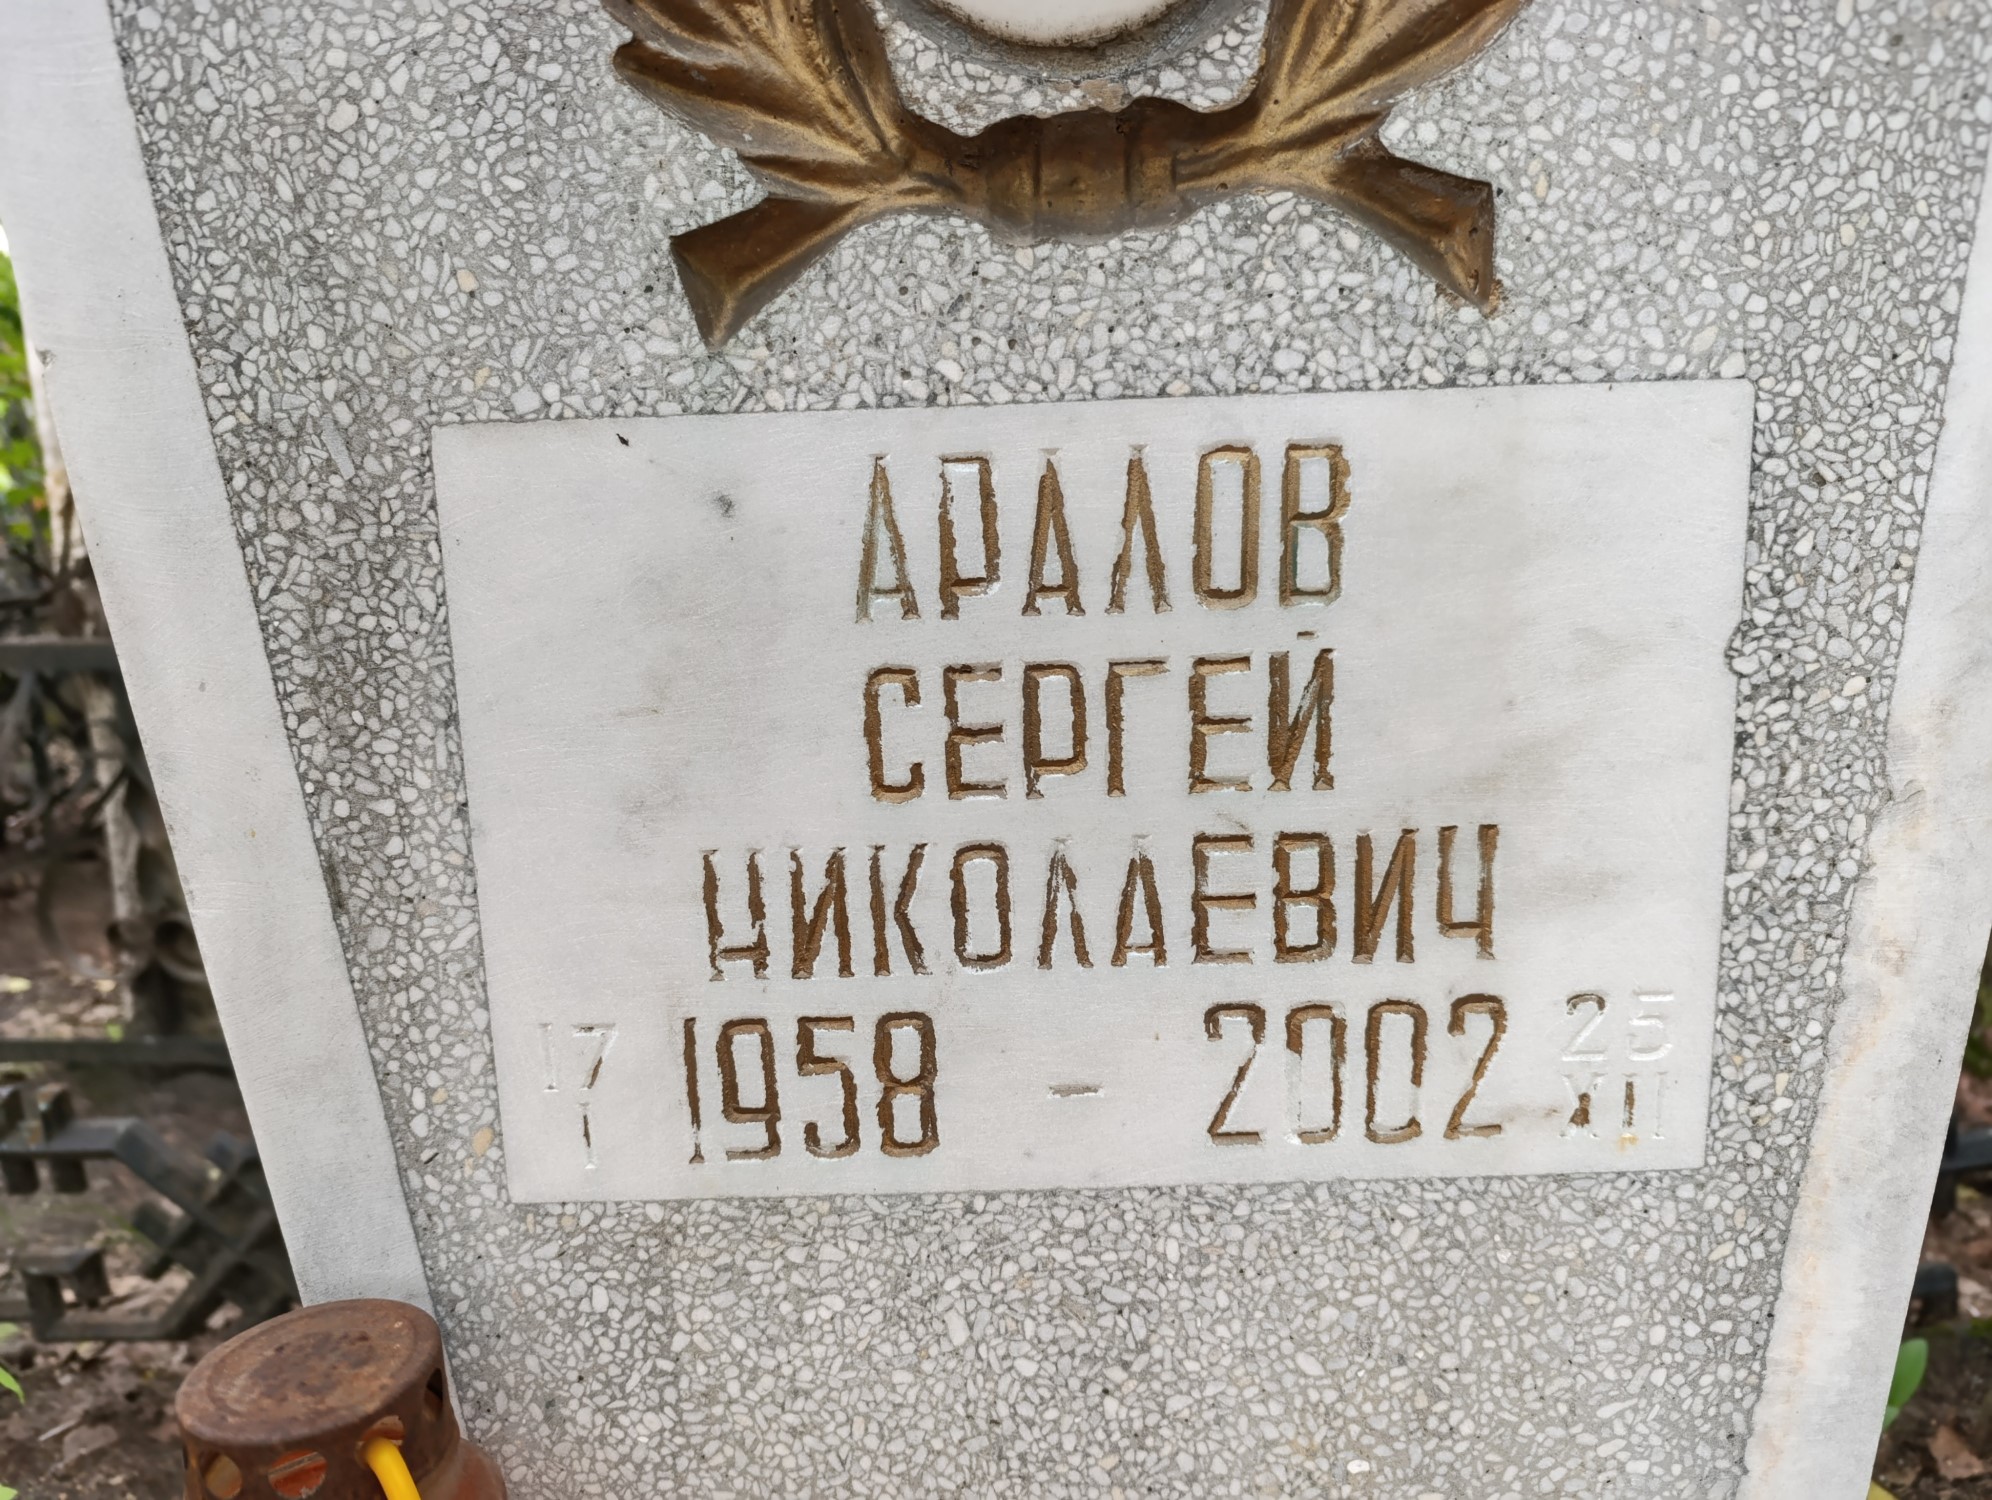 АРАЛОВ
СЕРГЕЙ
НИКОЛАЕВИЧ
17 1958 – 2002 25
I XII